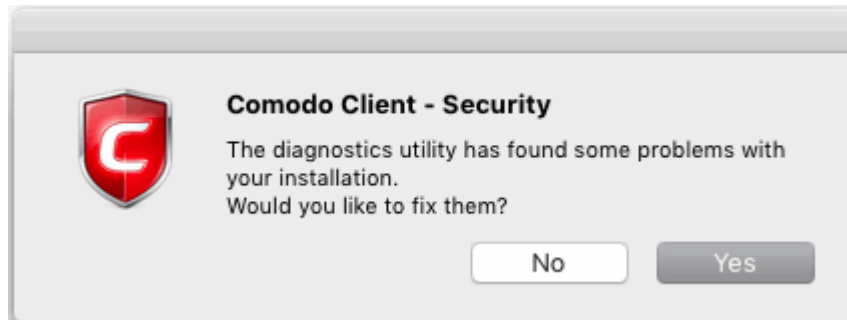 Comodo Client - Security
The diagnostics utility has found some problems with
your installation.
Would you like to fix them?
No
Yes